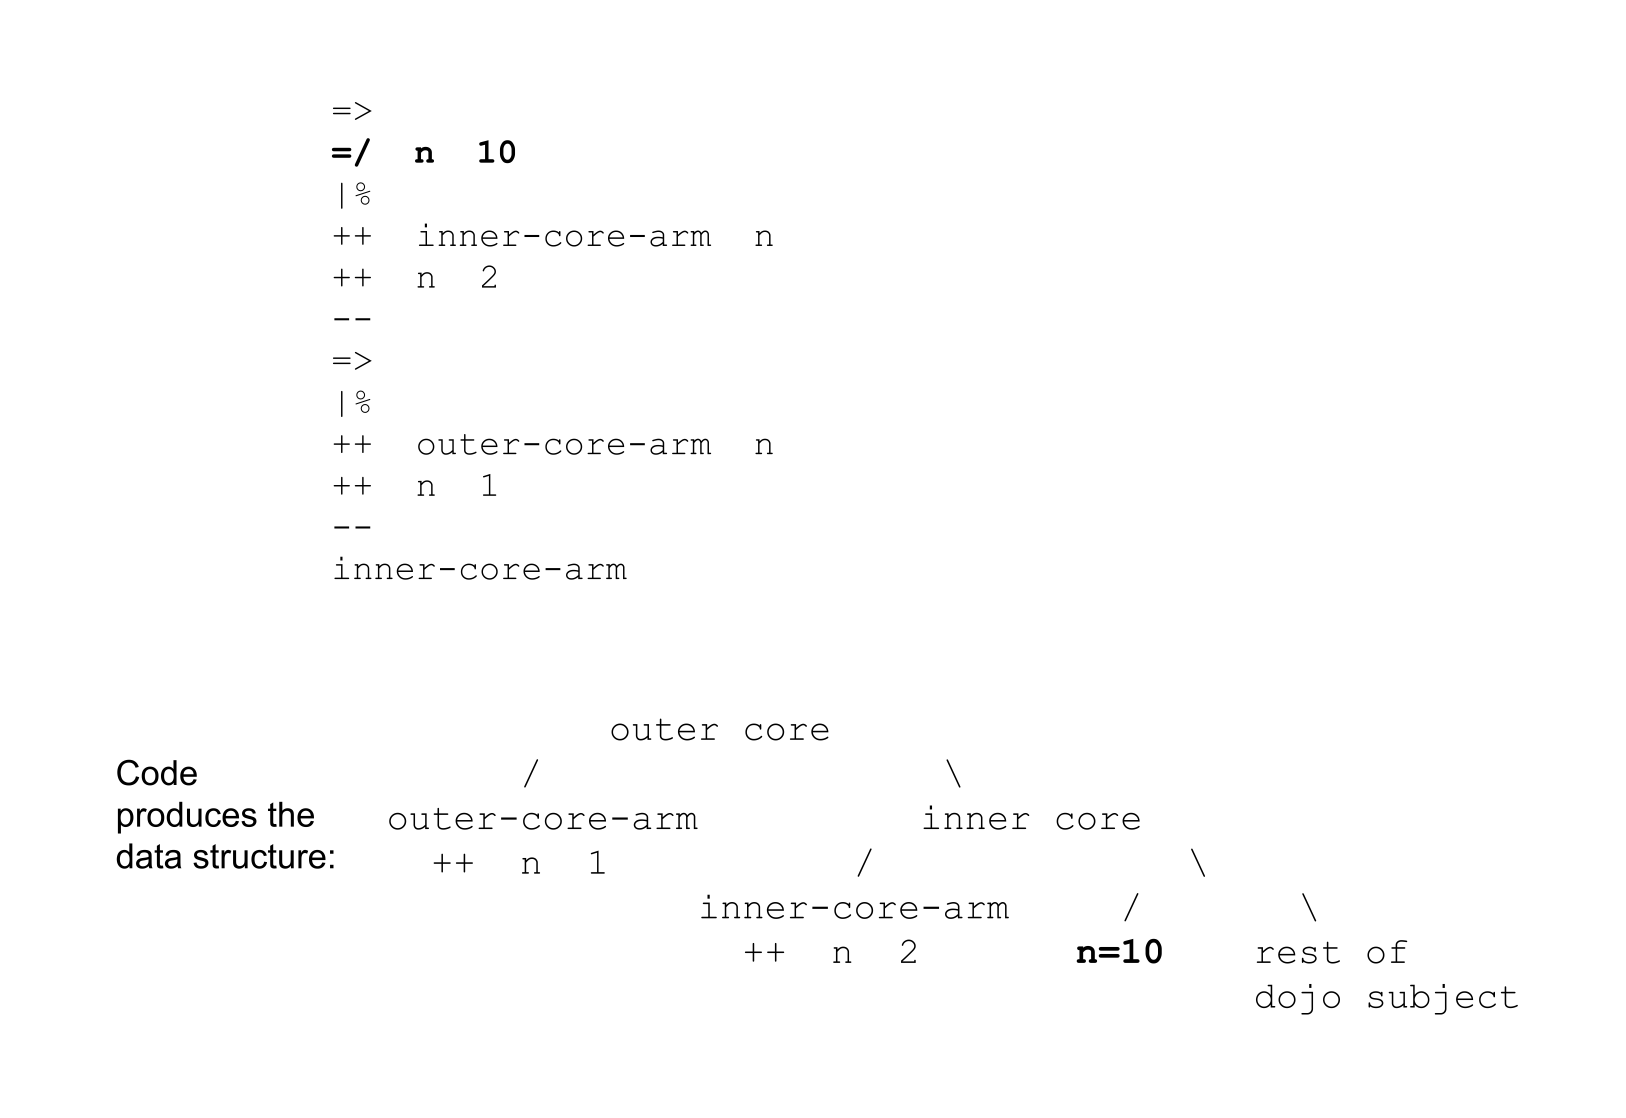 =>
=/  n  10
|%
++  inner-core-arm  n
++  n  2
--
=>
|%
++  outer-core-arm  n
++  n  1
--
inner-core-arm
outer core
Code / \
produces the outer-core-arm inner core
data structure: ++  n  1 / \
inner-core-arm / \
++  n  2 n=10 rest of
dojo subject